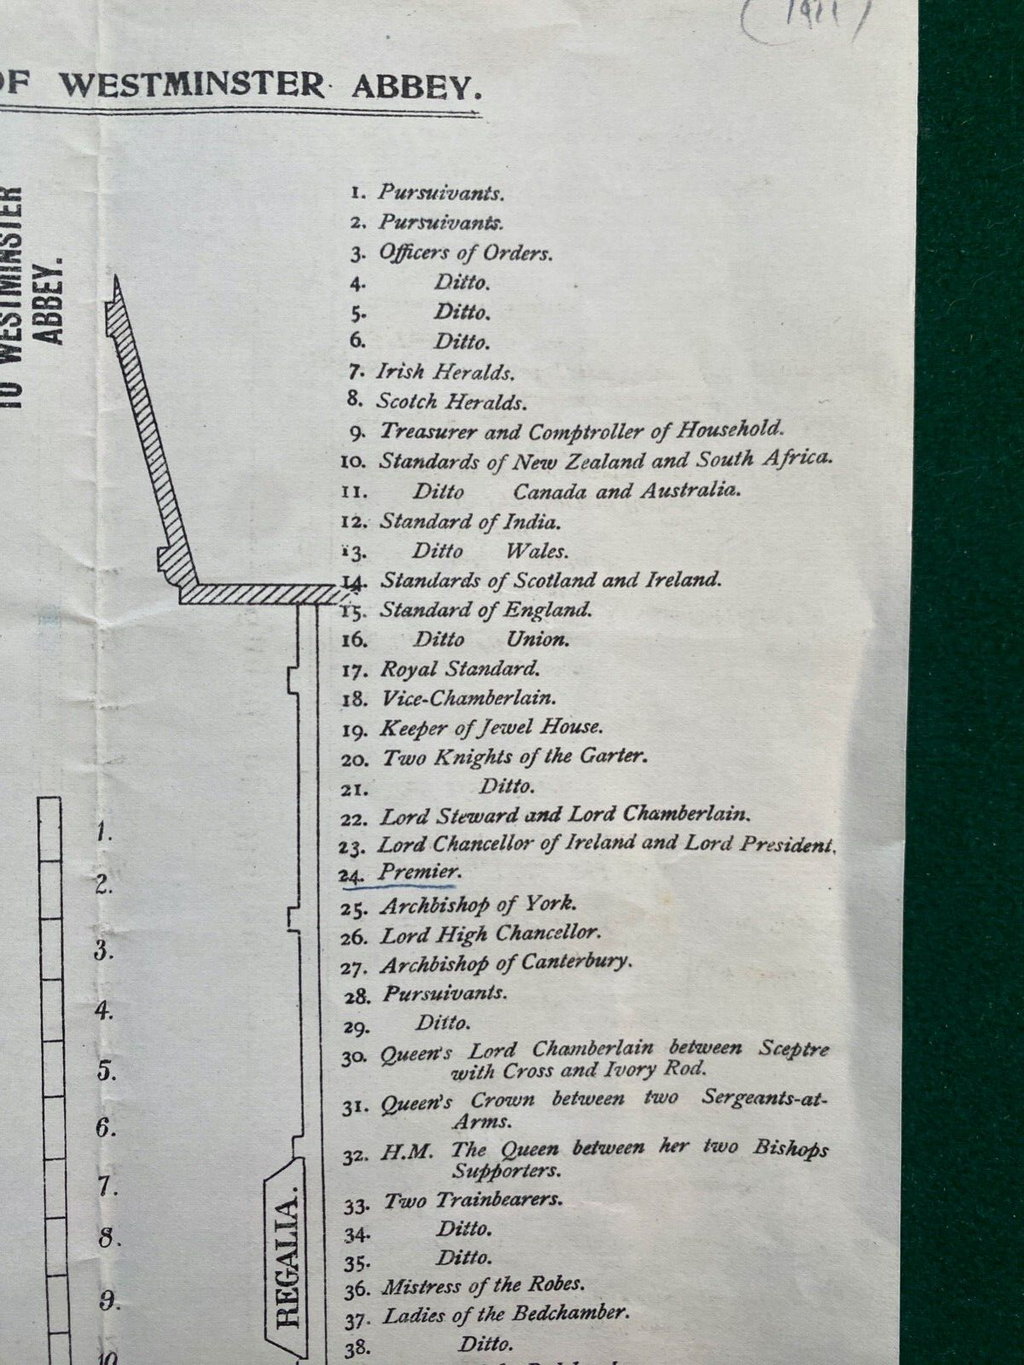 (1911)
OF WESTMINSTER ABBEY.
TO WESTMINSTER
ABBEY.
1. Pursuivants.
2. Pursuivants.
3. Officers of Orders.
4. Ditto.
5. Ditto.
6. Ditto.
7. Irish Heralds.
8. Scotch Heralds.
9. Treasurer and Comptroller of Household.
10. Standards of New Zealand and South Africa.
11. Ditto Canada and Australia.
12. Standard of India.
13. Ditto Wales.
14. Standards of Scotland and Ireland.
15. Standard of England.
16. Ditto Union.
17. Royal Standard.
18. Vice-Chamberlain.
19. Keeper of Jewel House.
20. Two Knights of the Garter.
21. Ditto.
22. Lord Steward and Lord Chamberlain.
23. Lord Chancellor of Ireland and Lord President.
24. Premier.
25. Archbishop of York.
26. Lord High Chancellor.
27. Archbishop of Canterbury.
28. Pursuivants.
29. Ditto.
30. Queen's Lord Chamberlain between Sceptre
with Cross and Ivory Rod.
31. Queen's Crown between two Sergeants-at-
Arms.
32. H.M. The Queen between her two Bishops
Supporters.
33. Two Trainbearers.
34. Ditto.
35. Ditto.
36. Mistress of the Robes.
37. Ladies of the Bedchamber.
38. Ditto.
1.
2.
3.
4.
5.
6.
7.
8.
9.
10
REGALIA.